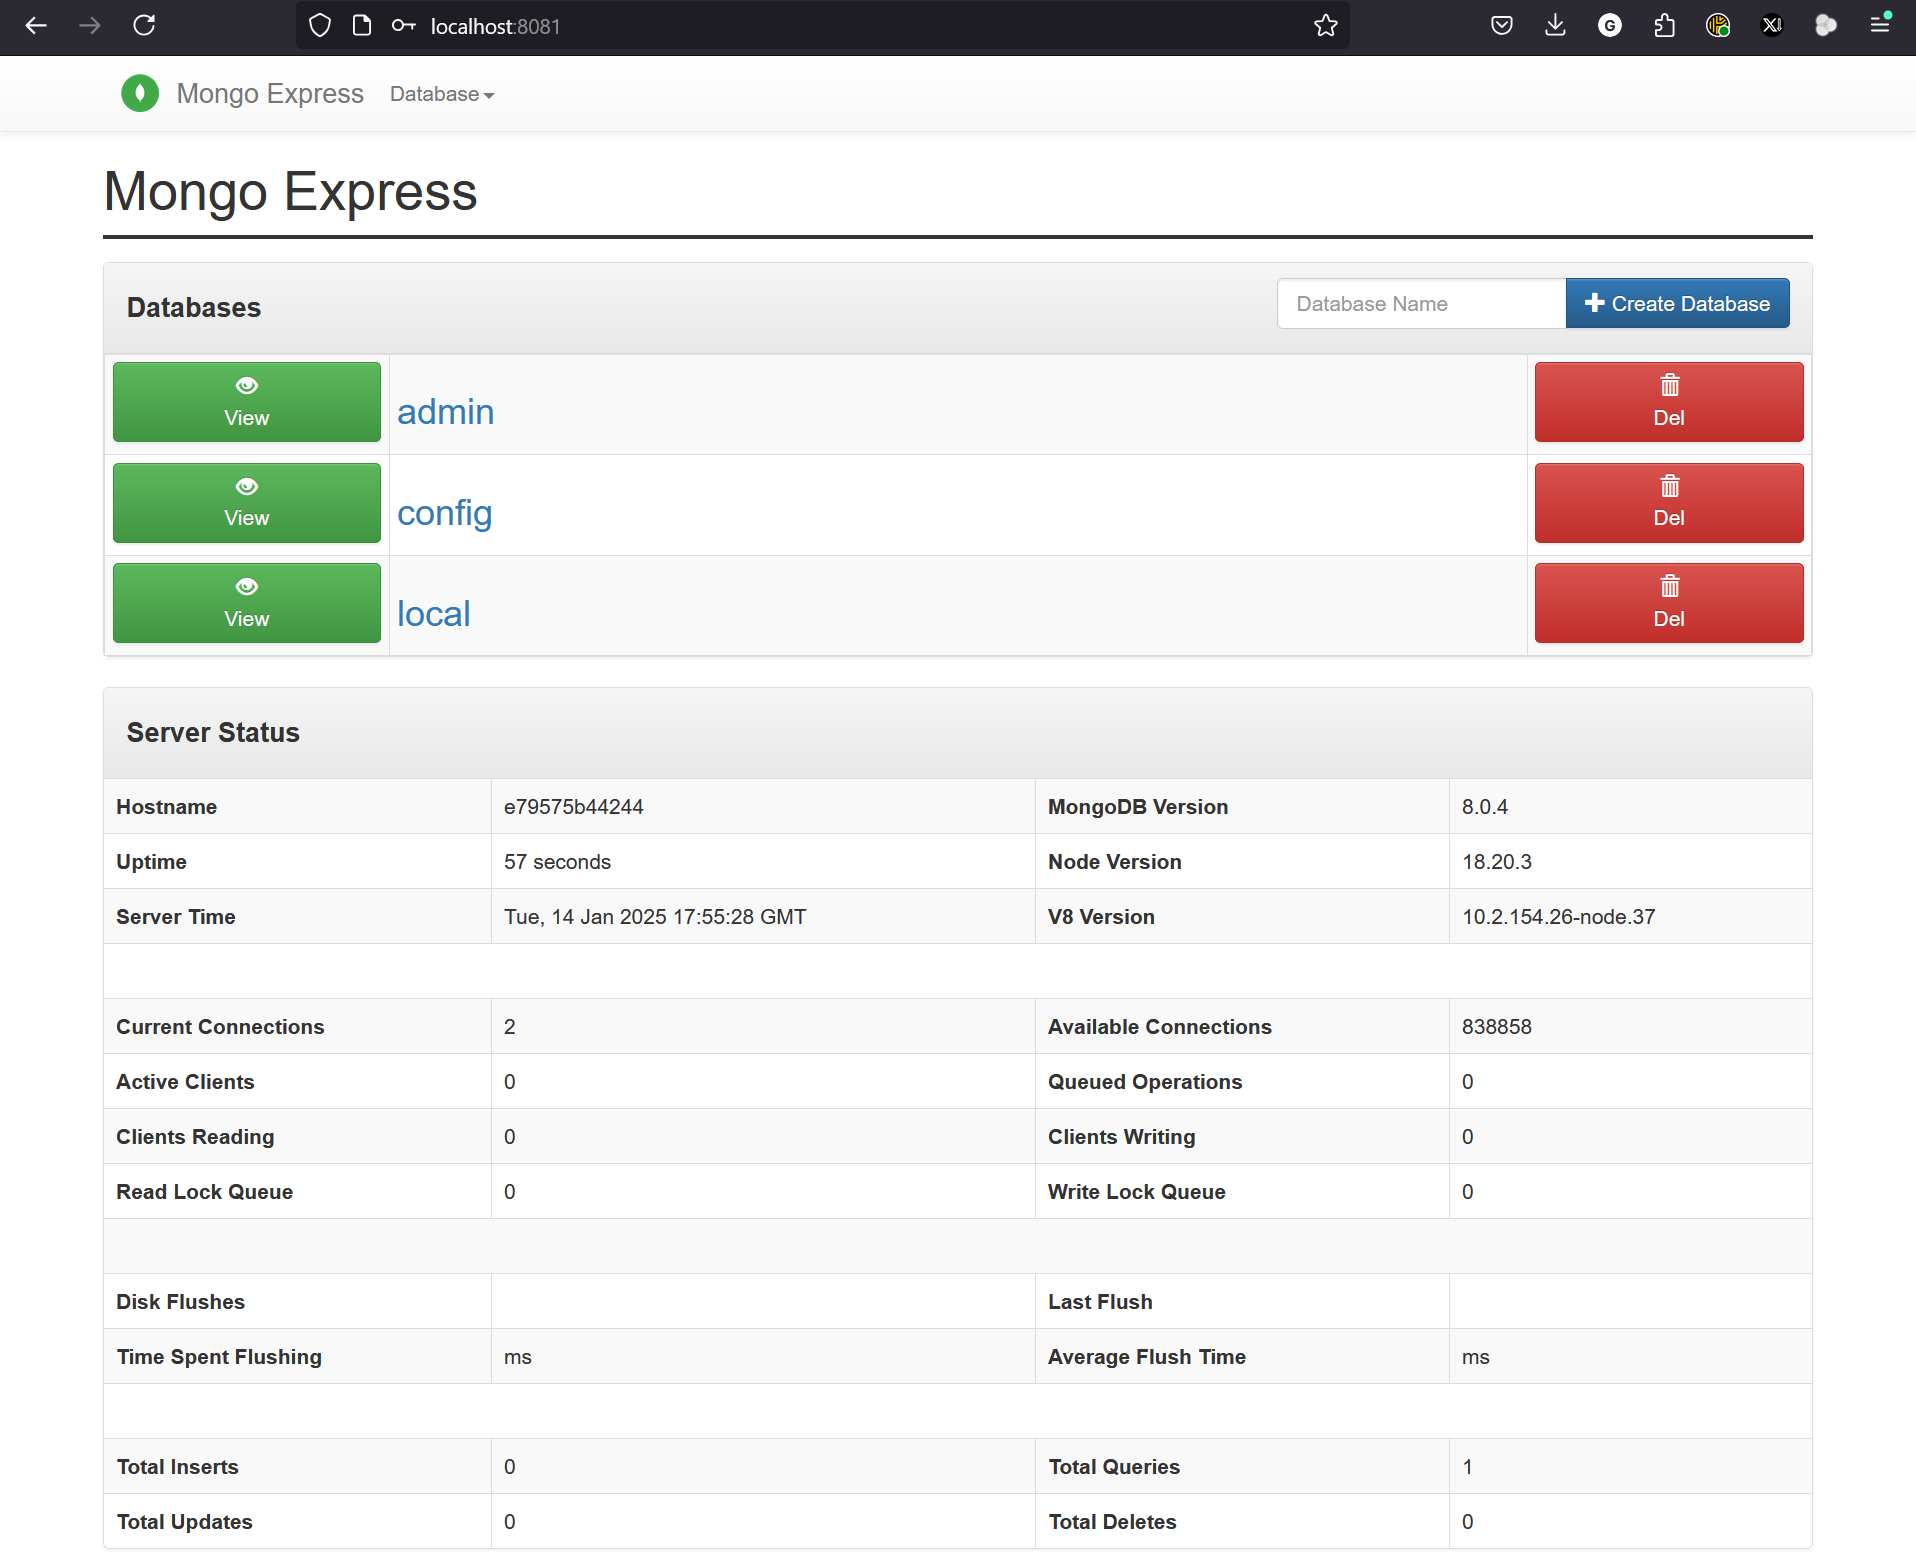 localhost:8081
Mongo Express
Database
Mongo Express
Databases
Database Name
Create Database
View
admin
Del
View
config
Del
View
local
Del
Server Status
Hostname e79575b44244 MongoDB Version 8.0.4
Uptime 57 seconds Node Version 18.20.3
Server Time Tue, 14 Jan 2025 17:55:28 GMT V8 Version 10.2.154.26-node.37
Current Connections 2 Available Connections 838858
Active Clients 0 Queued Operations 0
Clients Reading 0 Clients Writing 0
Read Lock Queue 0 Write Lock Queue 0
Disk Flushes Last Flush
Time Spent Flushing ms Average Flush Time ms
Total Inserts 0 Total Queries 1
Total Updates 0 Total Deletes 0